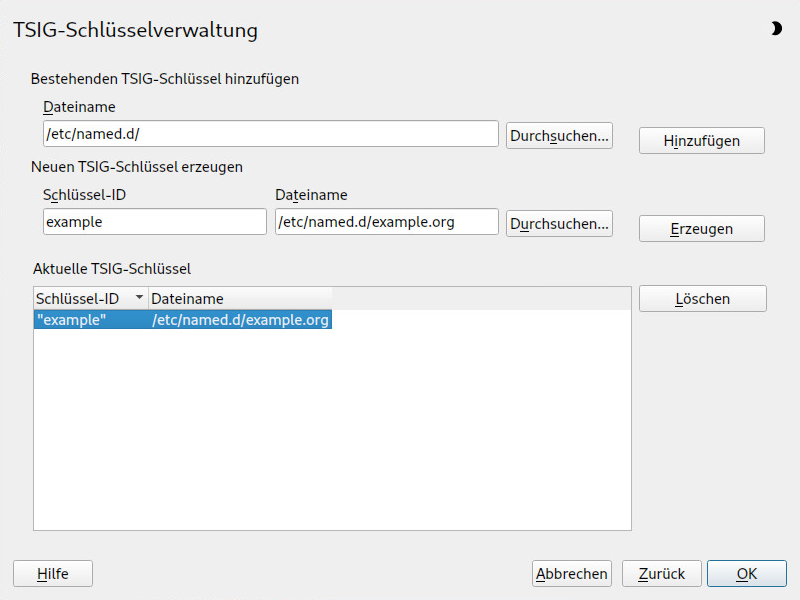 TSIG-Schlüsselverwaltung
Bestehenden TSIG-Schlüssel hinzufügen
Dateiname
/etc/named.d/
Durchsuchen...
Hinzufügen
Neuen TSIG-Schlüssel erzeugen
Schlüssel-ID Dateiname
example /etc/named.d/example.org Durchsuchen... Erzeugen
Aktuelle TSIG-Schlüssel
Schlüssel-ID Dateiname Löschen
"example" /etc/named.d/example.org
Hilfe Abbrechen Zurück OK